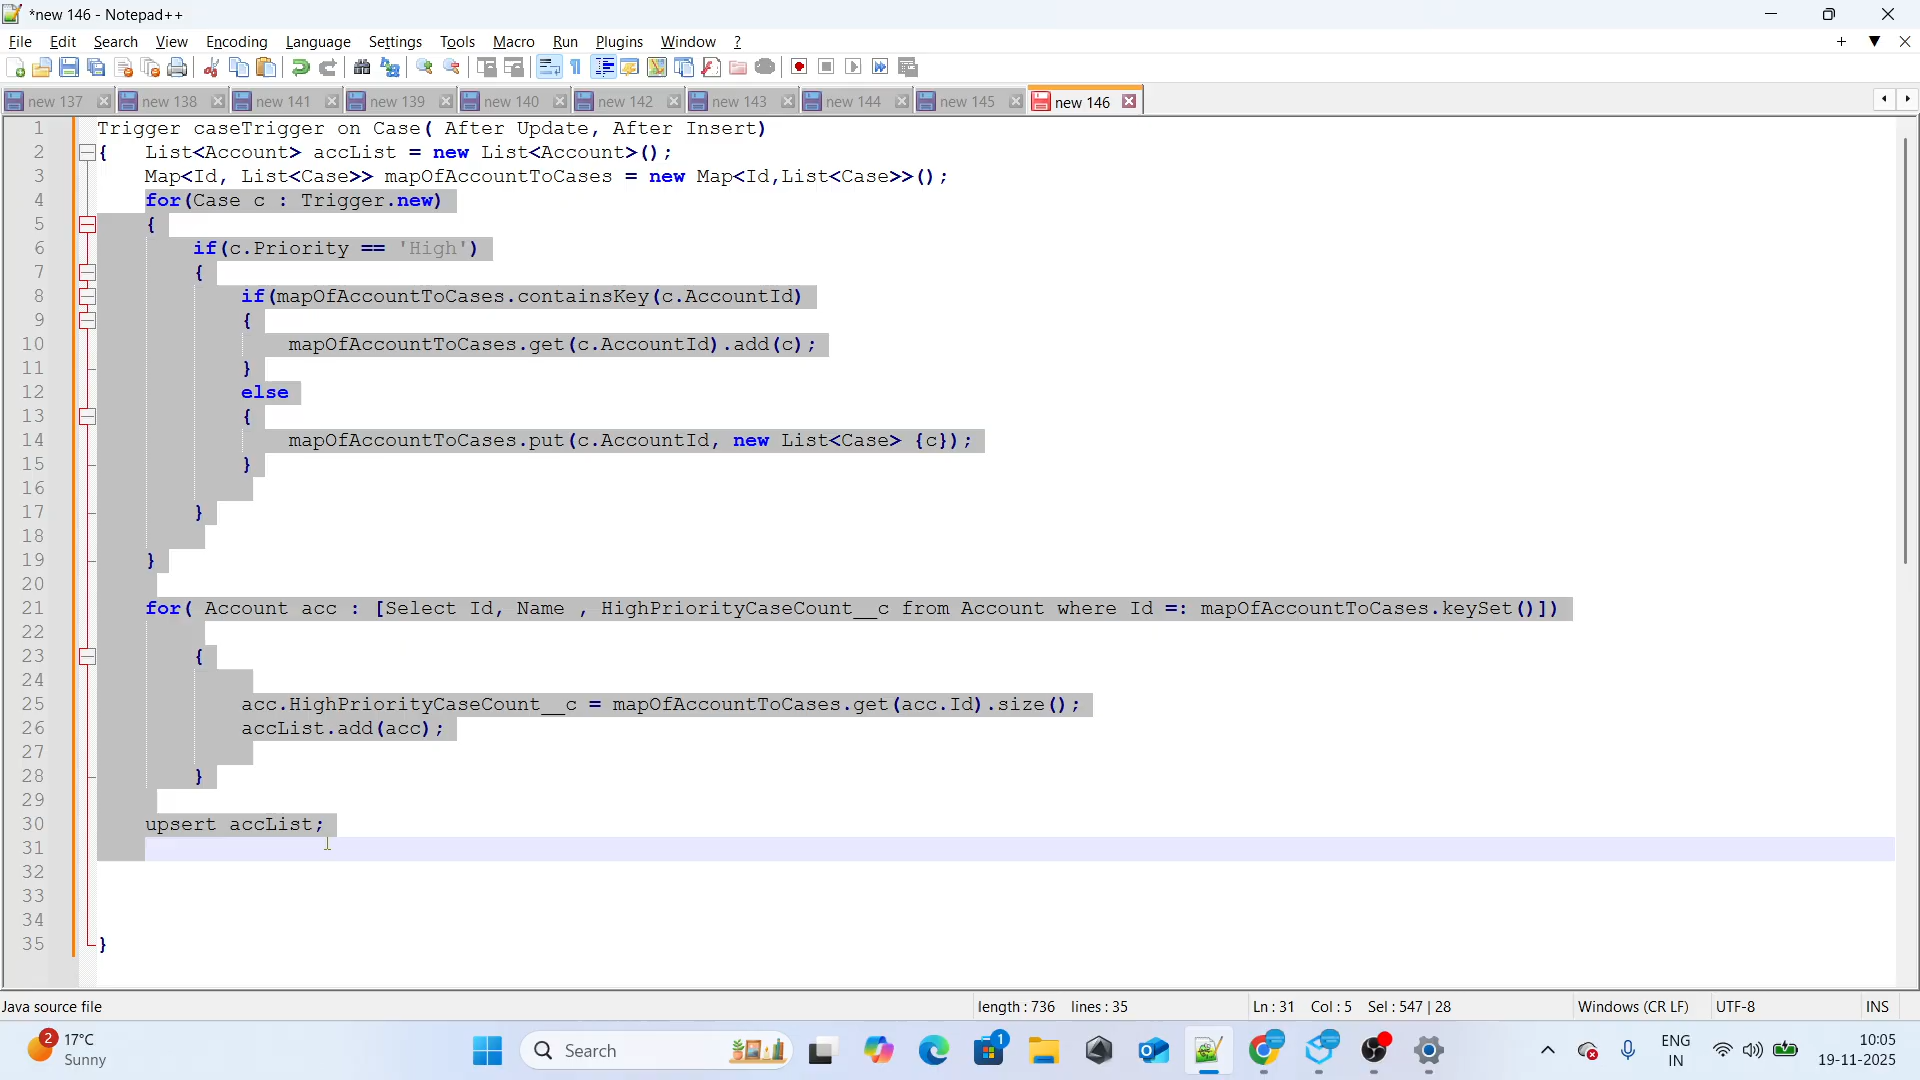 *new 146 - Notepad++
File Edit Search View Encoding Language Settings Tools Macro Run Plugins Window ?
new 137 new 138 new 141 new 139 new 140 new 142 new 143 new 144 new 145 new 146
1 Trigger caseTrigger on Case( After Update, After Insert)
2 { List<Account> accList = new List<Account>();
3 Map<Id, List<Case>> mapOfAccountToCases = new Map<Id,List<Case>>();
4 for(Case c : Trigger.new)
5 {
6 if(c.Priority == 'High')
7 {
8 if(mapOfAccountToCases.containsKey(c.AccountId)
9 {
10 mapOfAccountToCases.get(c.AccountId).add(c);
11 }
12 else
13 {
14 mapOfAccountToCases.put(c.AccountId, new List<Case> {c});
15 }
16
17 }
18
19 }
20
21 for( Account acc : [Select Id, Name , HighPriorityCaseCount__c from Account where Id =: mapOfAccountToCases.keySet()])
22
23 {
24
25 acc.HighPriorityCaseCount__c = mapOfAccountToCases.get(acc.Id).size();
26 accList.add(acc);
27
28 }
29
30 upsert accList;
31
32
33
34
35 }
Java source file length : 736 lines : 35 Ln : 31 Col : 5 Sel : 547 | 28 Windows (CR LF) UTF-8 INS
2 17°C
Sunny
Search
1
ENG
IN
10:05
19-11-2025